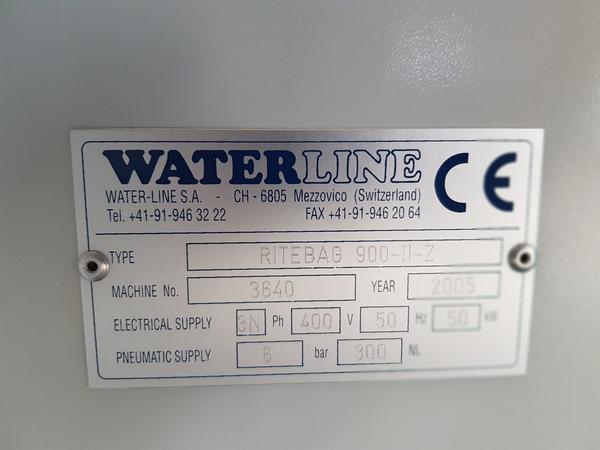 WATERLINE CE
WATER-LINE S.A. - CH - 6805 Mezzovico (Switzerland)
Tel. +41-91-946 32 22 FAX +41-91-946 20 64
TYPE RITEBAG 900-II-Z
MACHINE No. 3640 YEAR 2005
ELECTRICAL SUPPLY 3N Ph 400 V 50 Hz 50 kW
PNEUMATIC SUPPLY 6 bar 300 NL